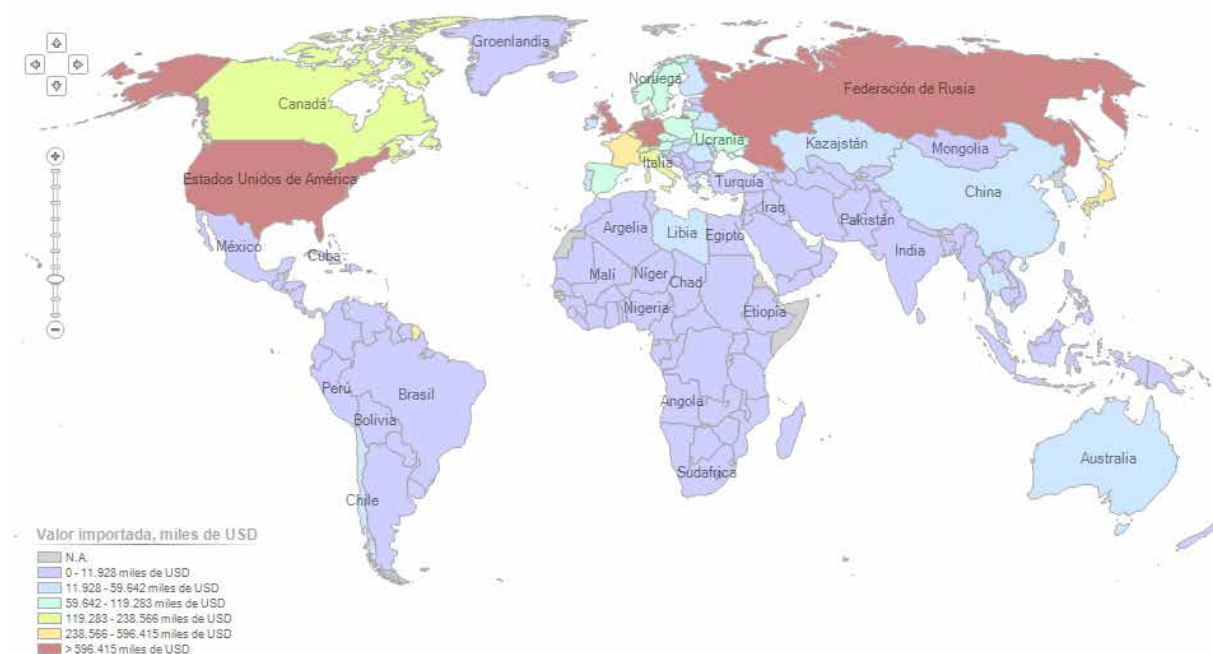 Groenlandia
Noruega
Federación de Rusia
Canadá
Ucrania
Kazajstán
Mongolia
Italia
Estados Unidos de América
Turquía
China
Iraq
Pakistán
Argelia
Libia
Egipto
India
México
Cuba
Malí
Níger
Chad
Nigeria
Etiopía
Perú
Brasil
Angola
Bolivia
Australia
Sudafrica
Chile
Valor importada, miles de USD
N.A.
0 - 11.928 miles de USD
11.928 - 59.642 miles de USD
59.642 - 119.283 miles de USD
119.283 - 238.566 miles de USD
238.566 - 596.415 miles de USD
> 596.415 miles de USD